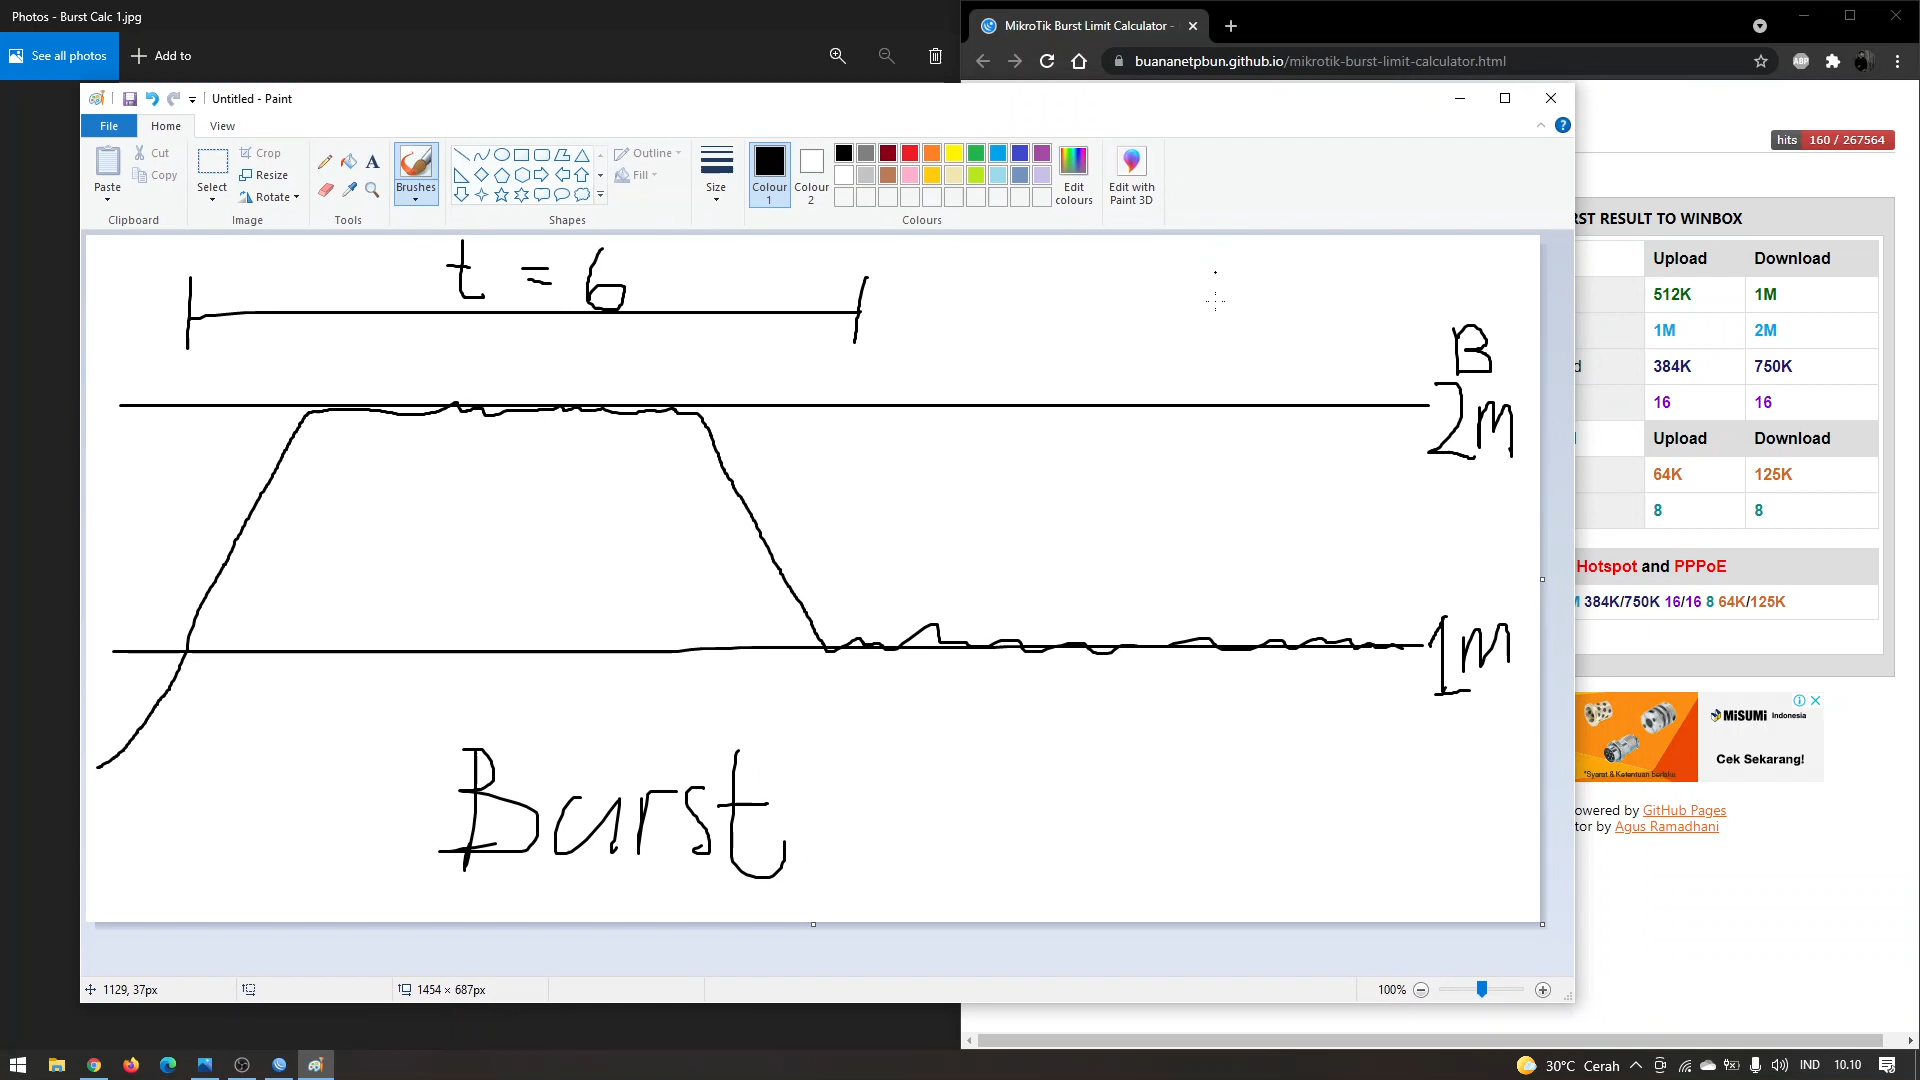 Photos - Burst Calc 1.jpg
See all photos
Add to
MikroTik Burst Limit Calculator -
buananetpbun.github.io/mikrotik-burst-limit-calculator.html
ABP
Untitled - Paint
File Home View
Paste
Cut
Copy
Clipboard
Select
Crop
Resize
Rotate
Image
A
Tools
Brushes
Outline
Fill
Shapes
Size
Colour 1
Colour 2
Edit colours
Colours
Edit with Paint 3D
t = 6
B
2M
1M
Burst
hits 160 / 267564
RST RESULT TO WINBOX
Upload Download
512K 1M
1M 2M
d 384K 750K
16 16
Upload Download
64K 125K
8 8
Hotspot and PPPoE
M 384K/750K 16/16 8 64K/125K
MiSUMi Indonesia
Cek Sekarang!
*Syarat & Ketentuan berlaku
owered by GitHub Pages
tor by Agus Ramadhani
1129, 37px
1454 × 687px
100%
30°C Cerah
IND
10.10